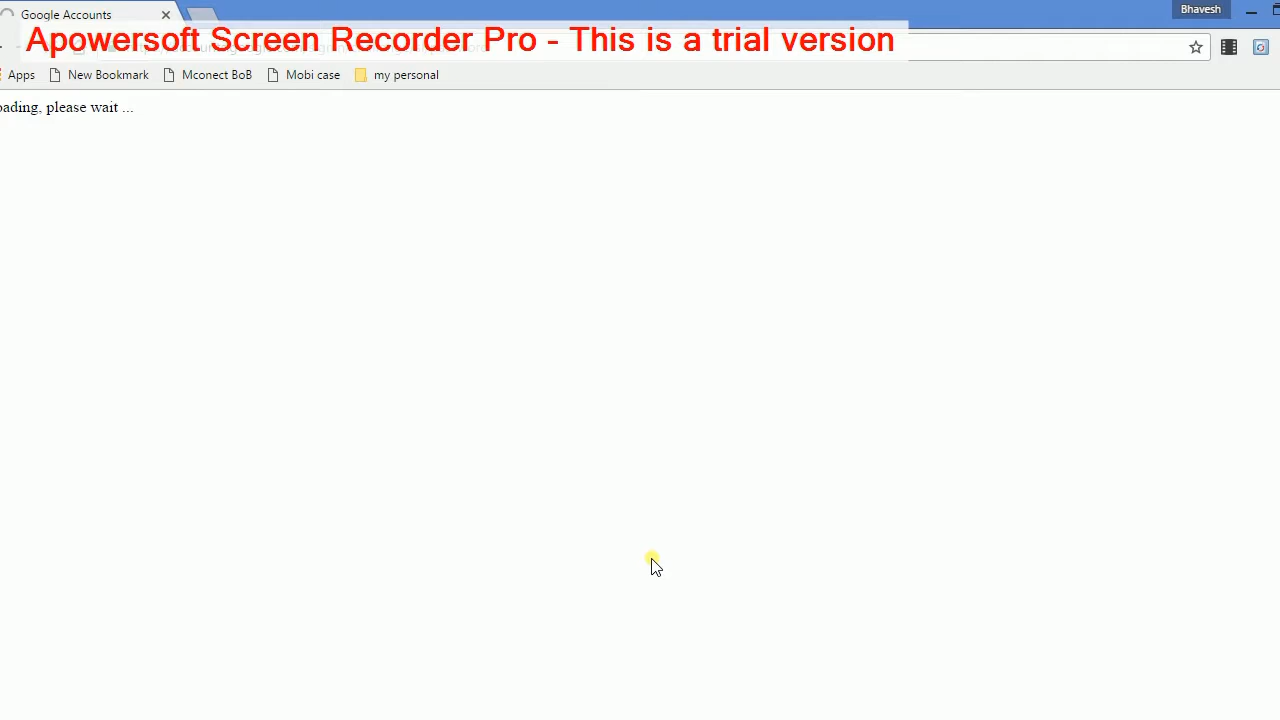 Google Accounts
Bhavesh
Apowersoft Screen Recorder Pro - This is a trial version
Apps New Bookmark Mconect BoB Mobi case my personal
oading, please wait ...